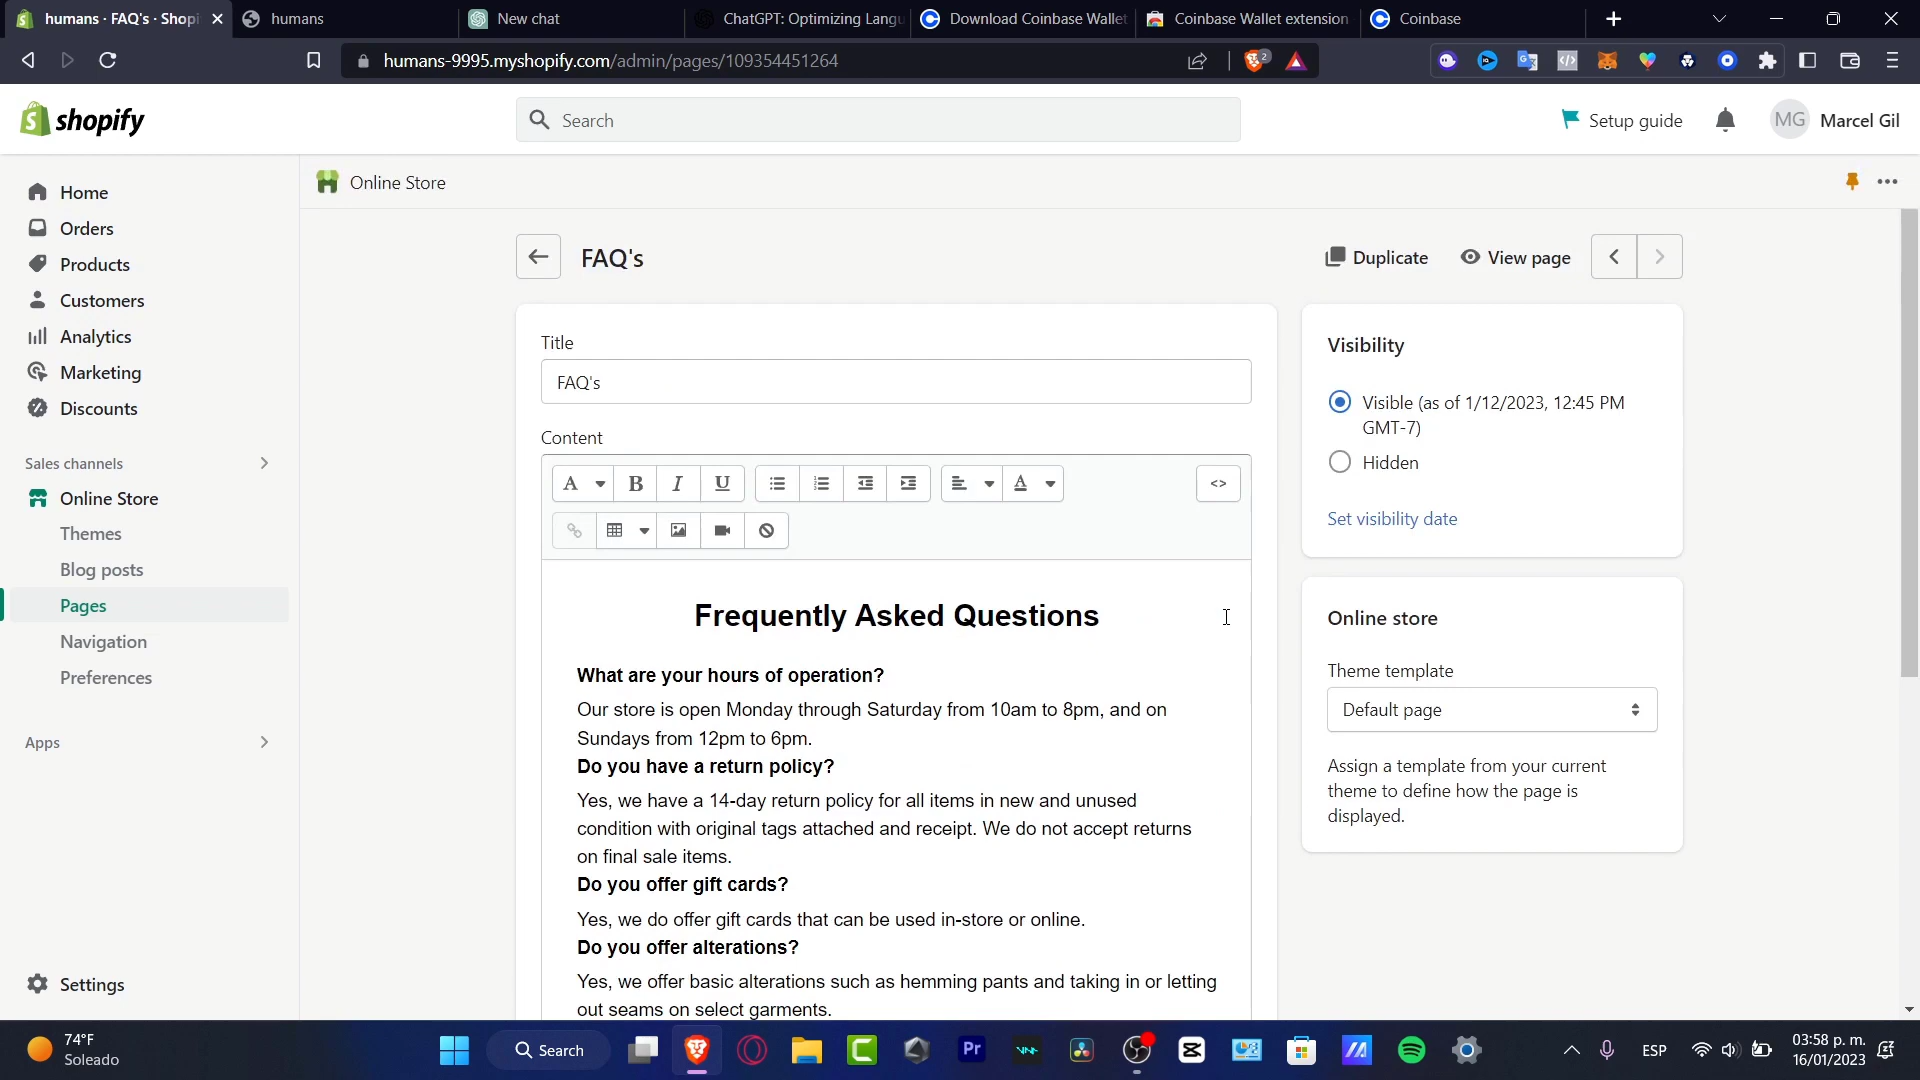 humans · FAQ's · Shopi
humans
New chat
ChatGPT: Optimizing Langu
Download Coinbase Wallet
Coinbase Wallet extension
Coinbase
humans-9995.myshopify.com/admin/pages/109354451264
2
shopify
Search
Setup guide
MG
Marcel Gil
Home
Orders
Products
Customers
Analytics
Marketing
Discounts
Sales channels
Online Store
Themes
Blog posts
Pages
Navigation
Preferences
Apps
Settings
Online Store
FAQ's
Duplicate
View page
Title
FAQ's
Content
A
B
I
U
A
<>
Frequently Asked Questions
What are your hours of operation?
Our store is open Monday through Saturday from 10am to 8pm, and on
Sundays from 12pm to 6pm.
Do you have a return policy?
Yes, we have a 14-day return policy for all items in new and unused
condition with original tags attached and receipt. We do not accept returns
on final sale items.
Do you offer gift cards?
Yes, we do offer gift cards that can be used in-store or online.
Do you offer alterations?
Yes, we offer basic alterations such as hemming pants and taking in or letting
out seams on select garments.
Visibility
Visible (as of 1/12/2023, 12:45 PM
GMT-7)
Hidden
Set visibility date
Online store
Theme template
Default page
Assign a template from your current
theme to define how the page is
displayed.
74°F
Soleado
Search
Pr
ESP
03:58 p. m.
16/01/2023